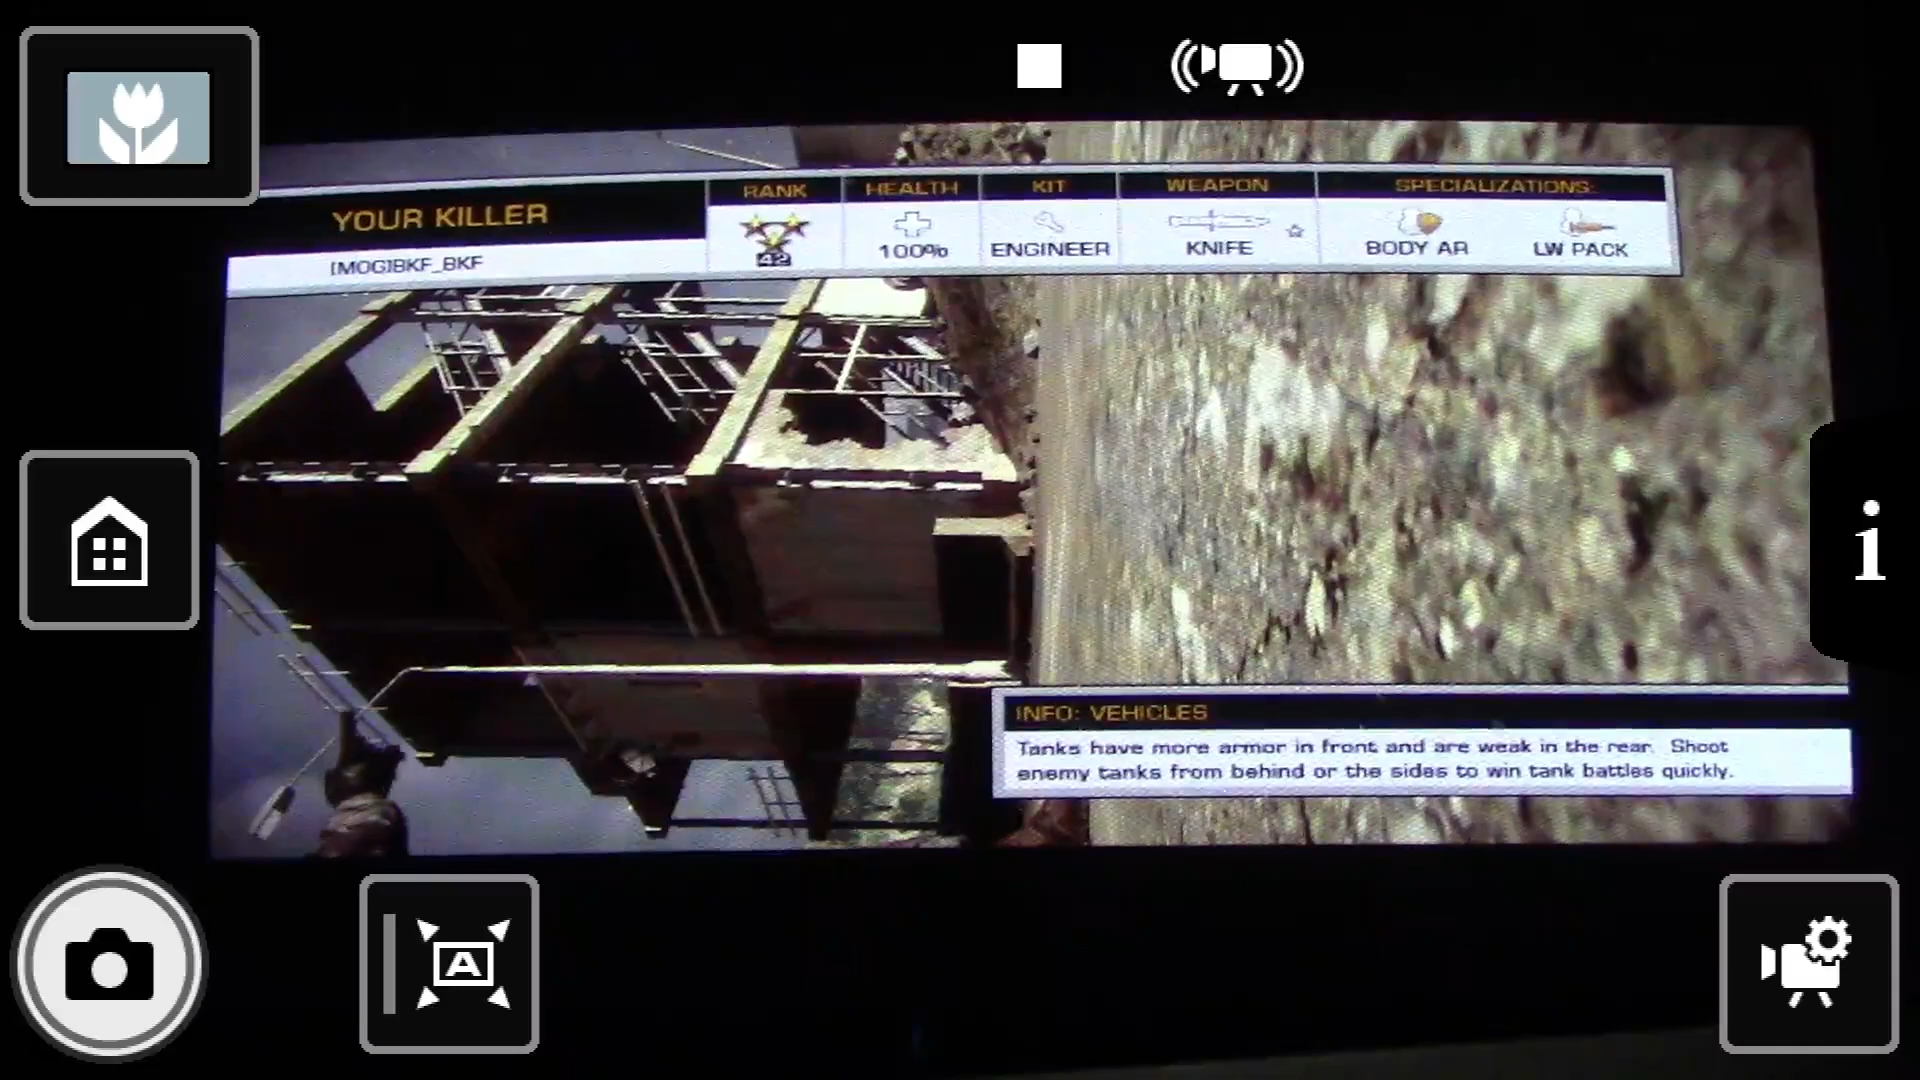 YOUR KILLER
[MOG]BKF_BKF
RANK
42
HEALTH
100%
KIT
ENGINEER
WEAPON
KNIFE
SPECIALIZATIONS:
BODY AR
LW PACK
i
INFO: VEHICLES
Tanks have more armor in front and are weak in the rear. Shoot
enemy tanks from behind or the sides to win tank battles quickly.
A